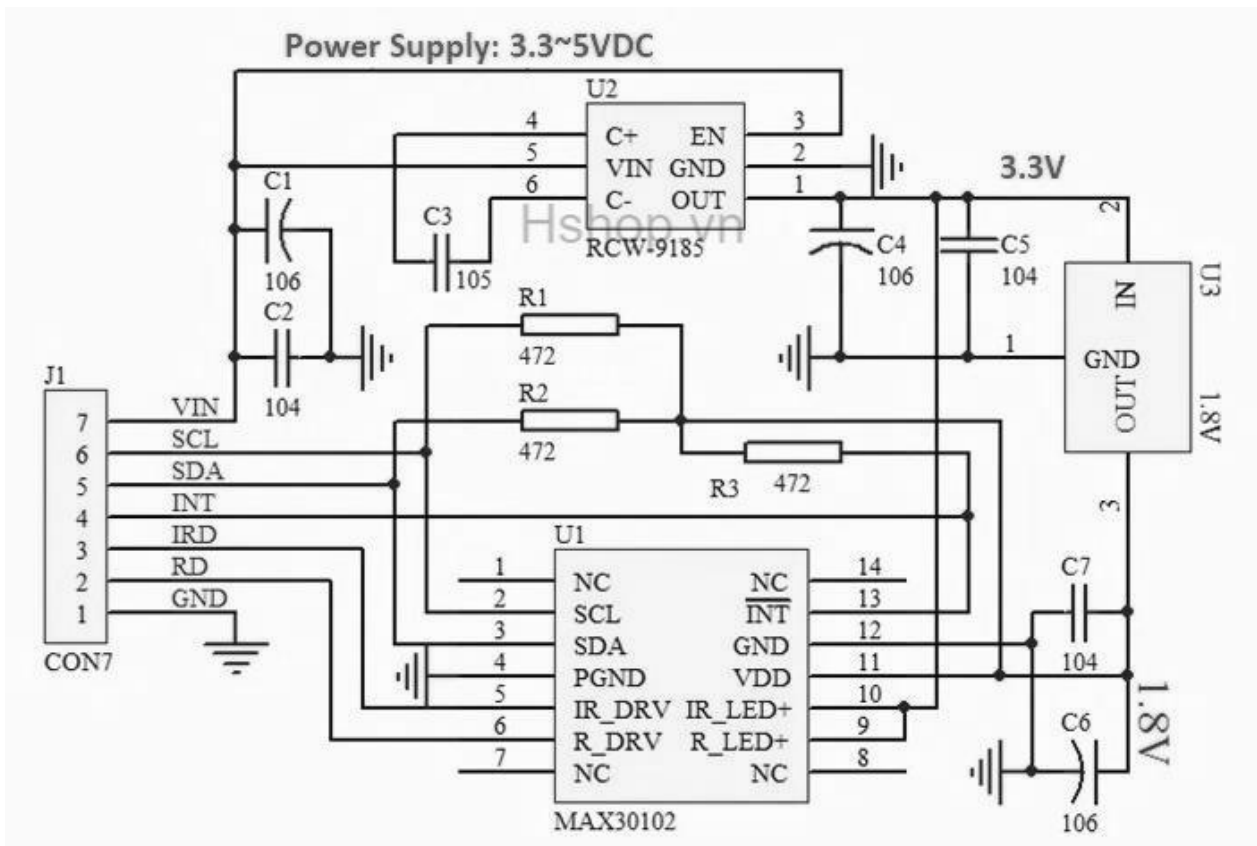 Power Supply: 3.3~5VDC
U2
4 C+ EN 3
5 VIN GND 2
6 C- OUT 1
RCW-9185
Hshop.vn
3.3V
C1
106
C2
104
C3
105
C4
106
C5
104
2
U3
IN
1 GND
OUT
1.8V
3
R1
472
R2
472
R3
472
J1
7 VIN
6 SCL
5 SDA
4 INT
3 IRD
2 RD
1 GND
CON7
U1
1 NC NC 14
2 SCL INT 13
3 SDA GND 12
4 PGND VDD 11
5 IR_DRV IR_LED+ 10
6 R_DRV R_LED+ 9
7 NC NC 8
MAX30102
C7
104
1.8V
C6
106